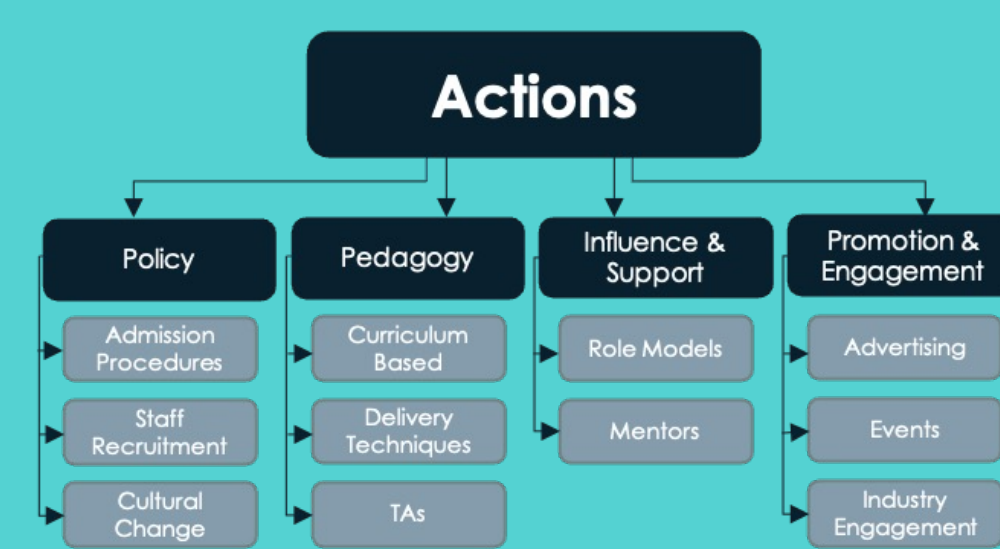 Actions
Policy
Admission
Procedures
Staff
Recruitment
Cultural
Change
Pedagogy
Curriculum
Based
Delivery
Techniques
TAs
Influence &
Support
Role Models
Mentors
Promotion &
Engagement
Advertising
Events
Industry
Engagement